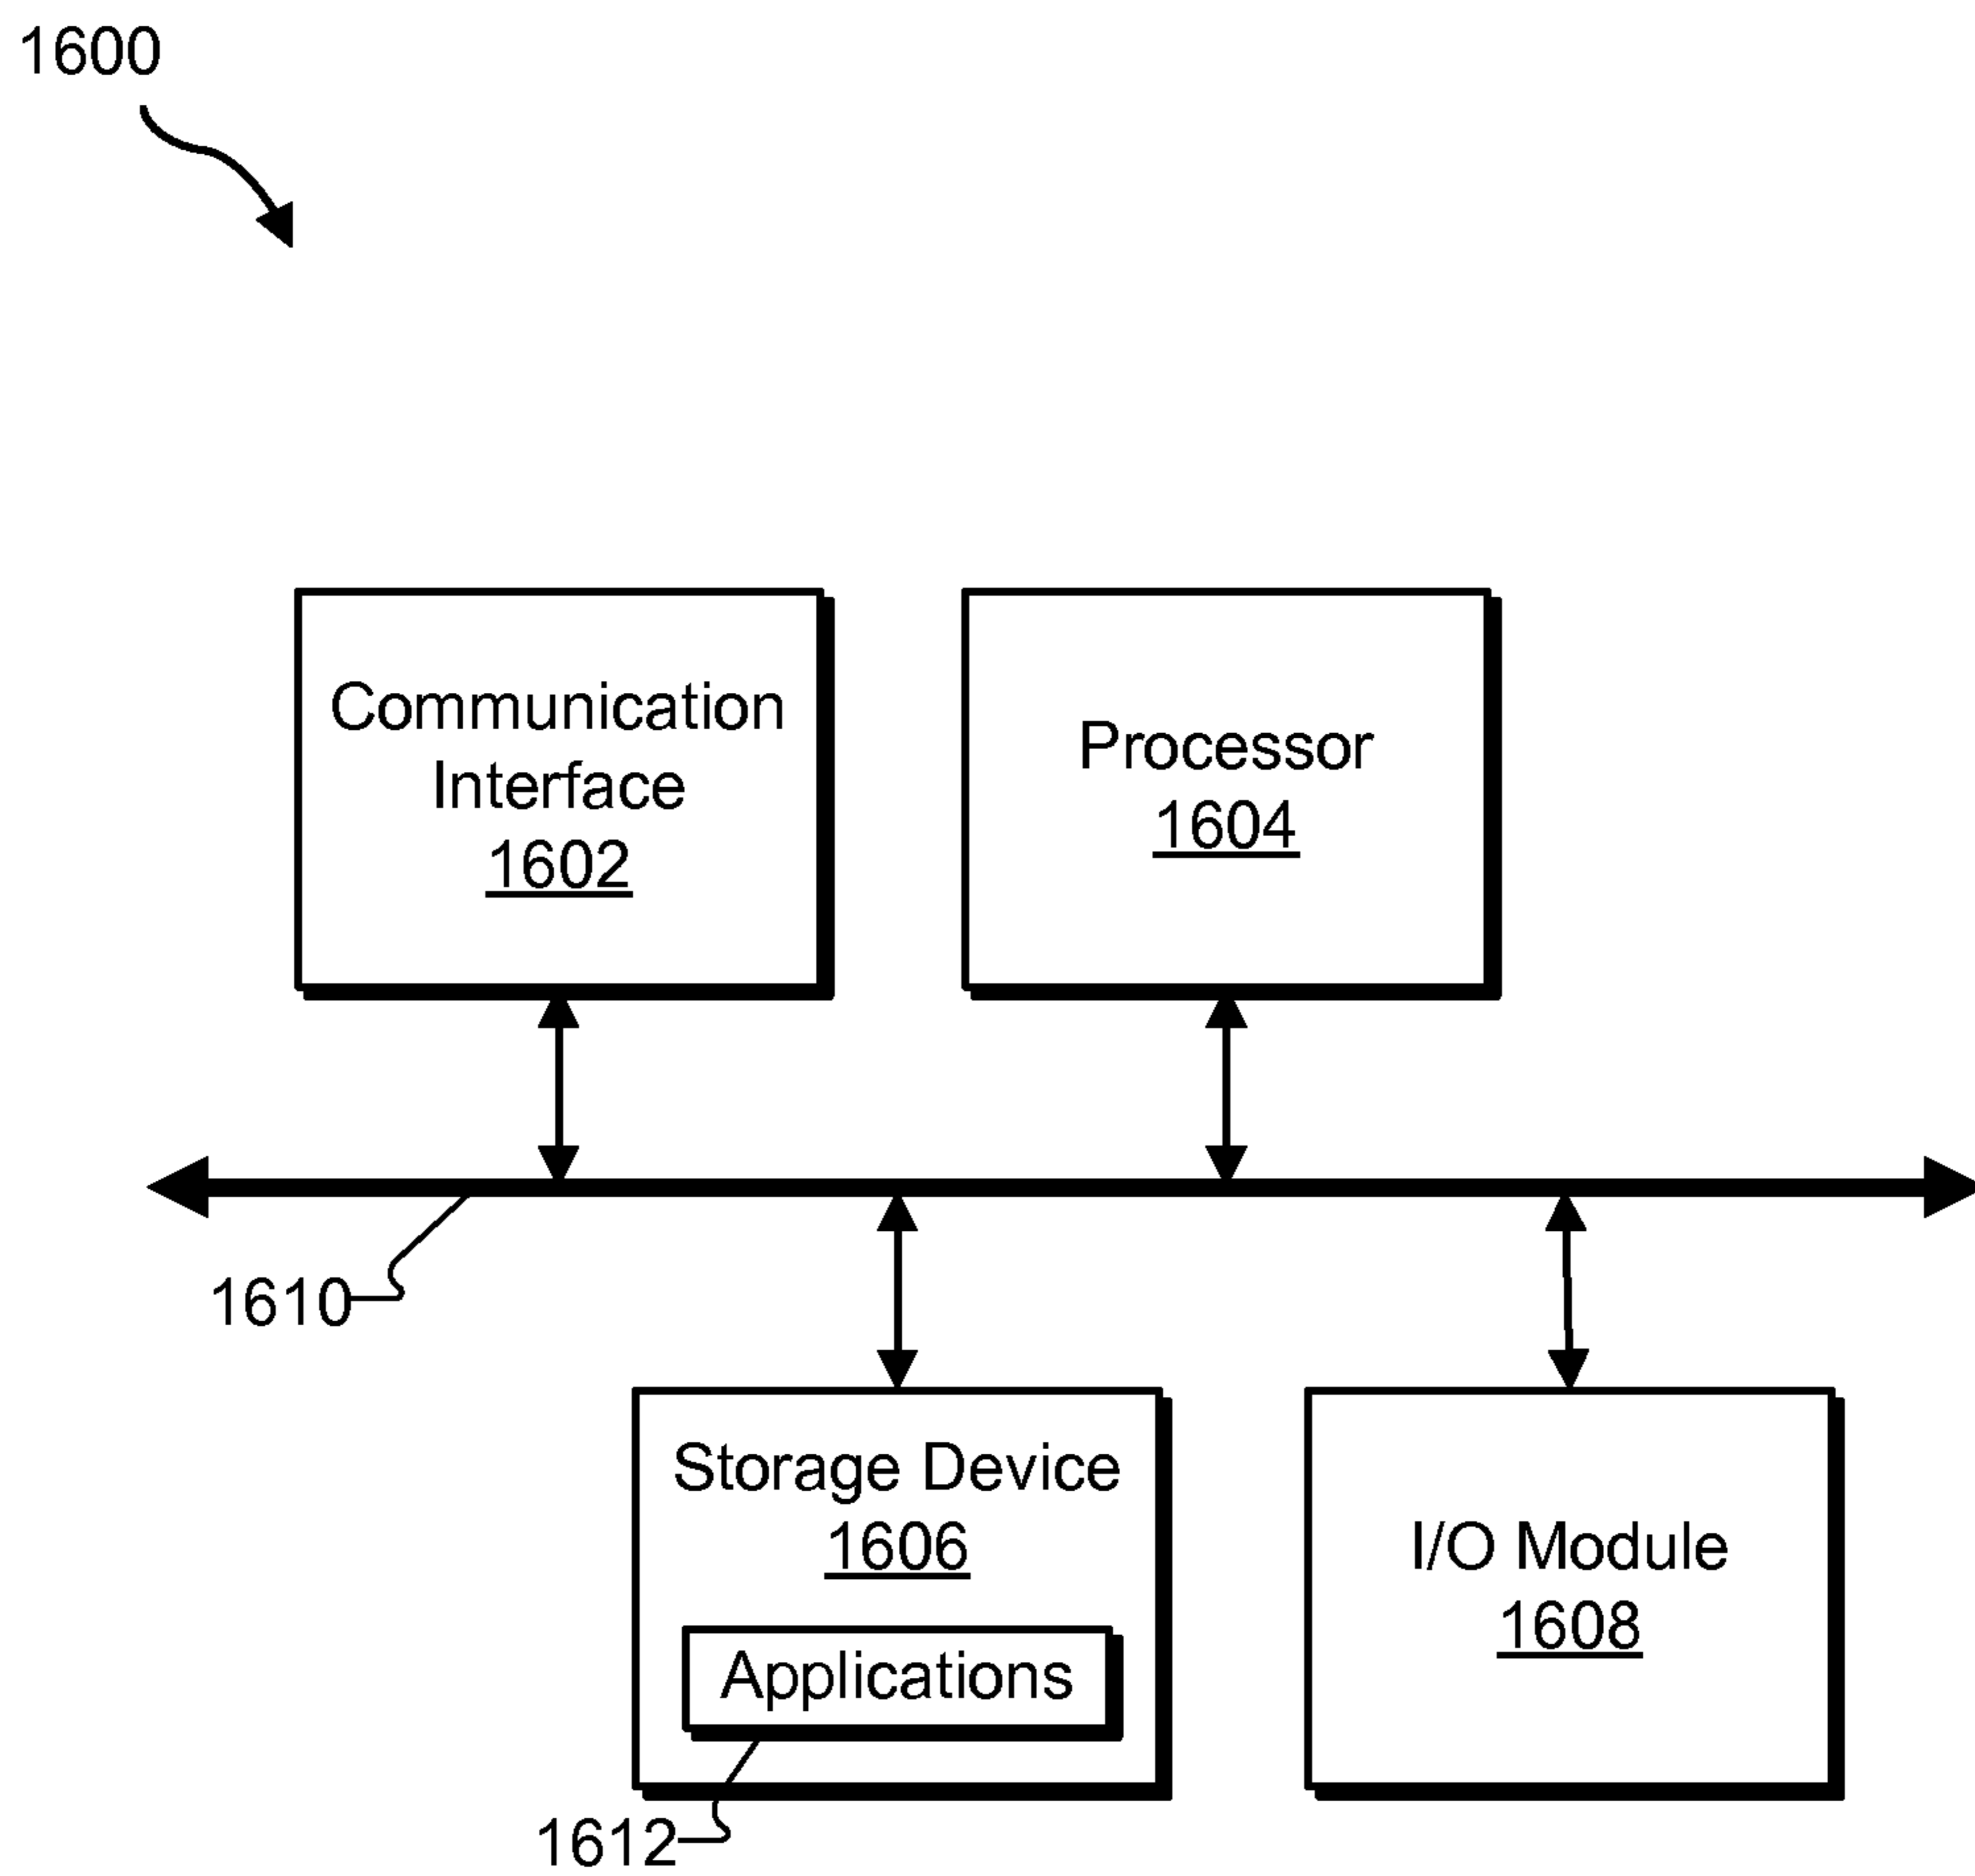 1600
Communication
Interface
1602
Processor
1604
1610
Storage Device
1606
Applications
1612
I/O Module
1608